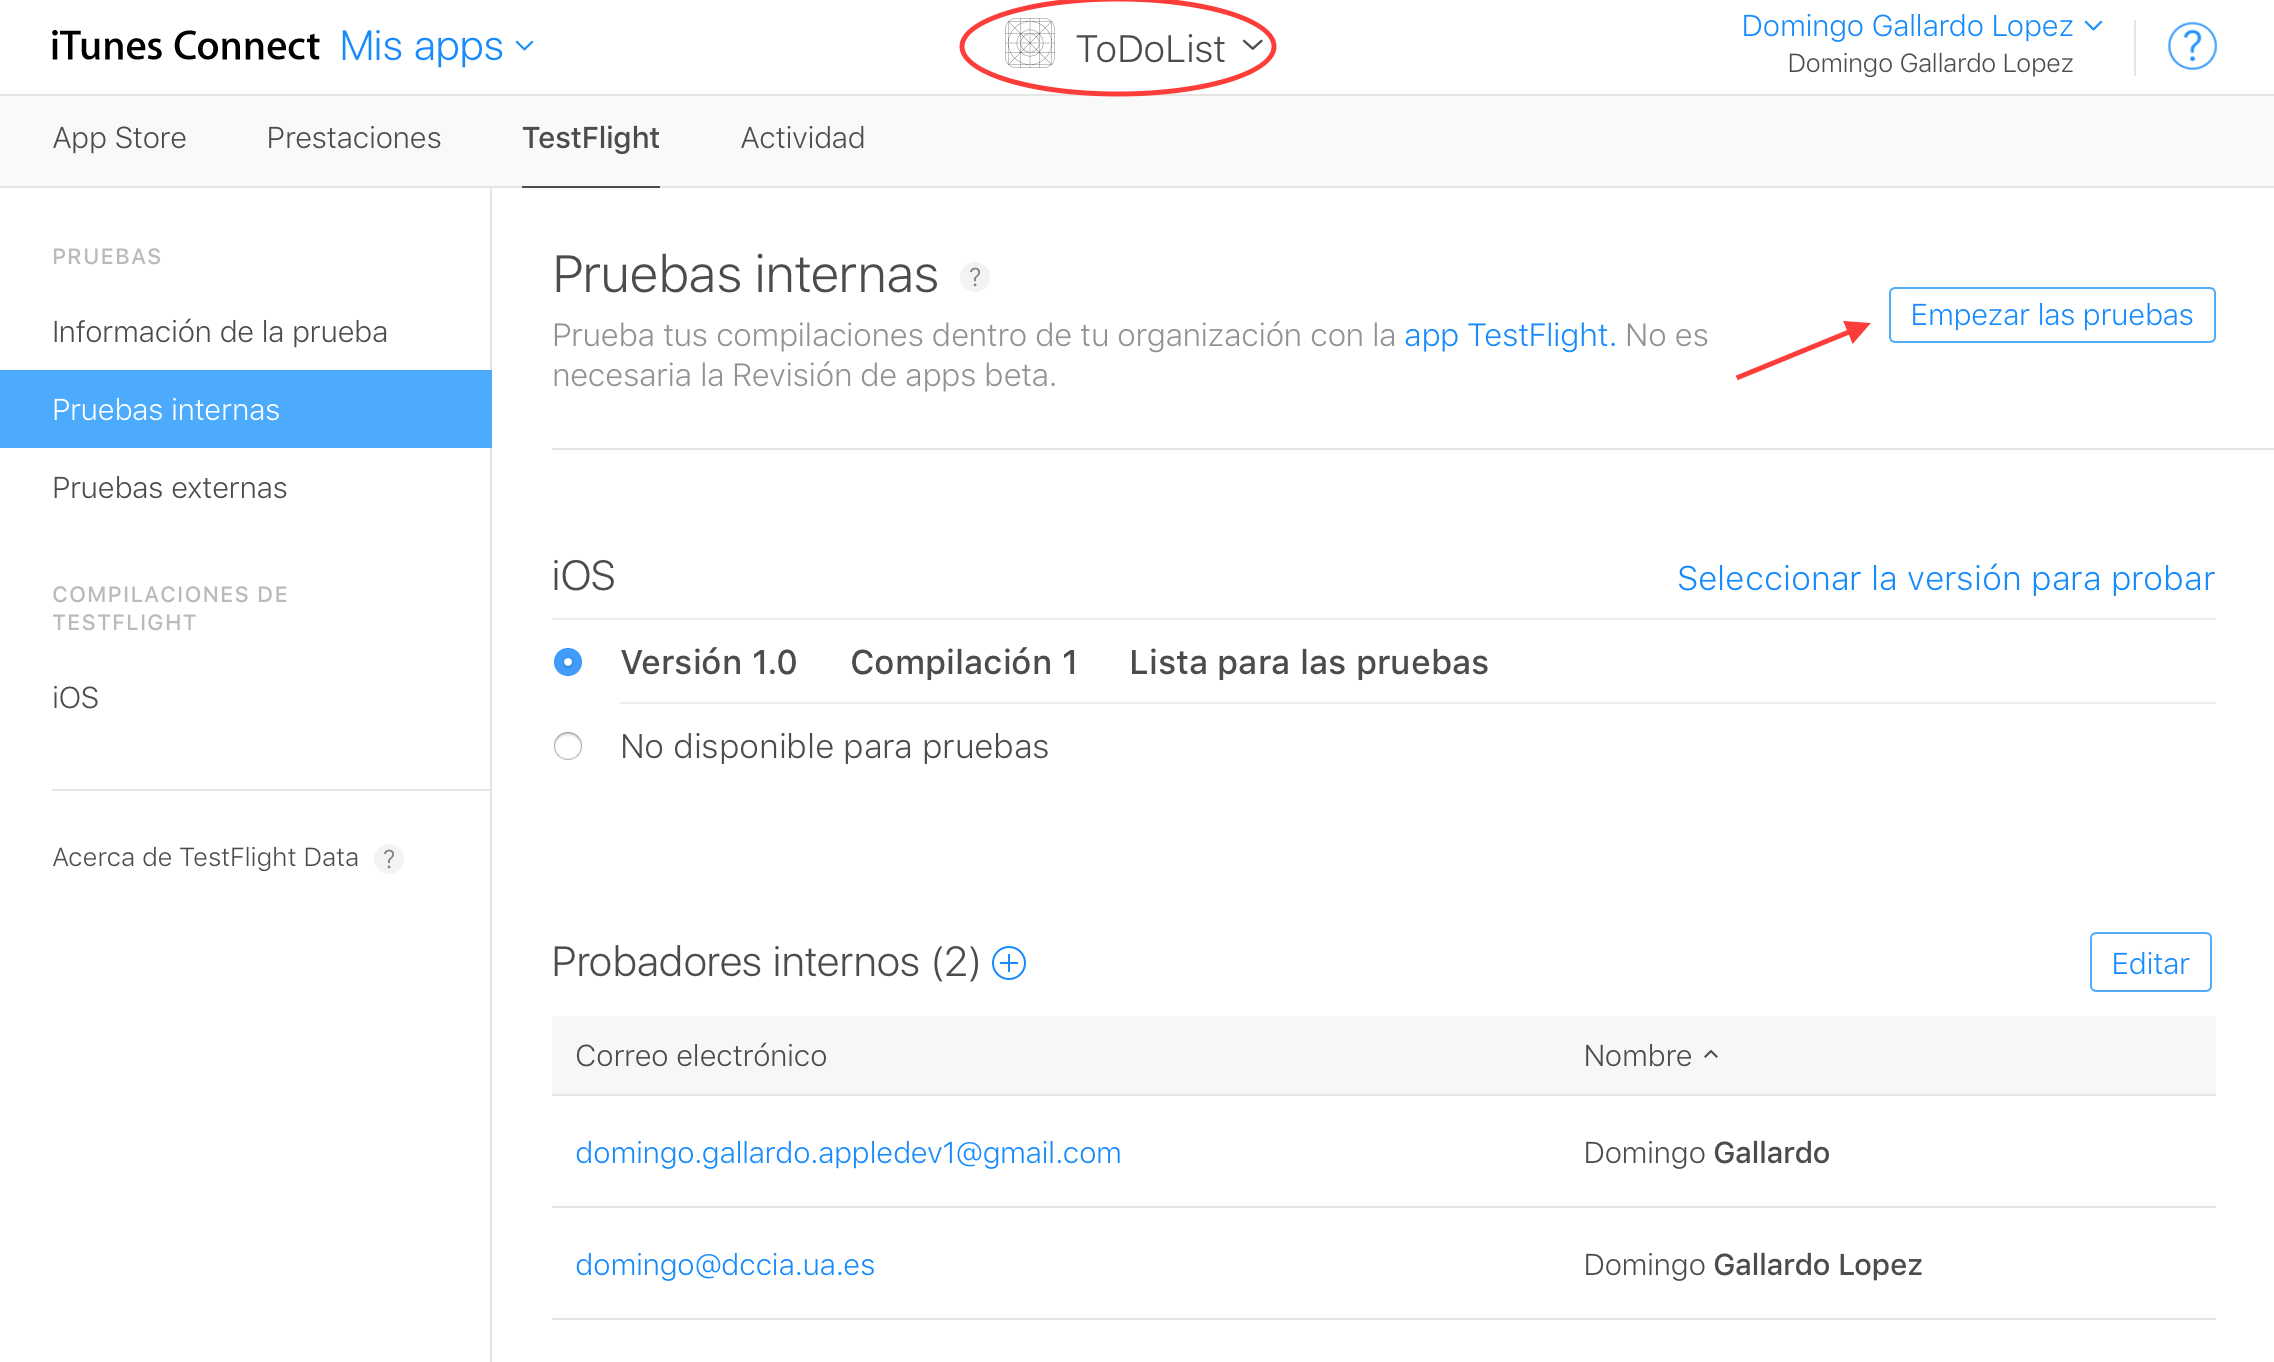 iTunes Connect Mis apps
ToDoList
Domingo Gallardo Lopez
Domingo Gallardo Lopez
?
App Store Prestaciones TestFlight Actividad
PRUEBAS
Información de la prueba
Pruebas internas
Pruebas externas
COMPILACIONES DE
TESTFLIGHT
iOS
Acerca de TestFlight Data ?
Pruebas internas ?
Prueba tus compilaciones dentro de tu organización con la app TestFlight. No es
necesaria la Revisión de apps beta.
Empezar las pruebas
iOS
Seleccionar la versión para probar
Versión 1.0 Compilación 1 Lista para las pruebas
No disponible para pruebas
Probadores internos (2)
Editar
Correo electrónico Nombre
domingo.gallardo.appledev1@gmail.com Domingo Gallardo
domingo@dccia.ua.es Domingo Gallardo Lopez